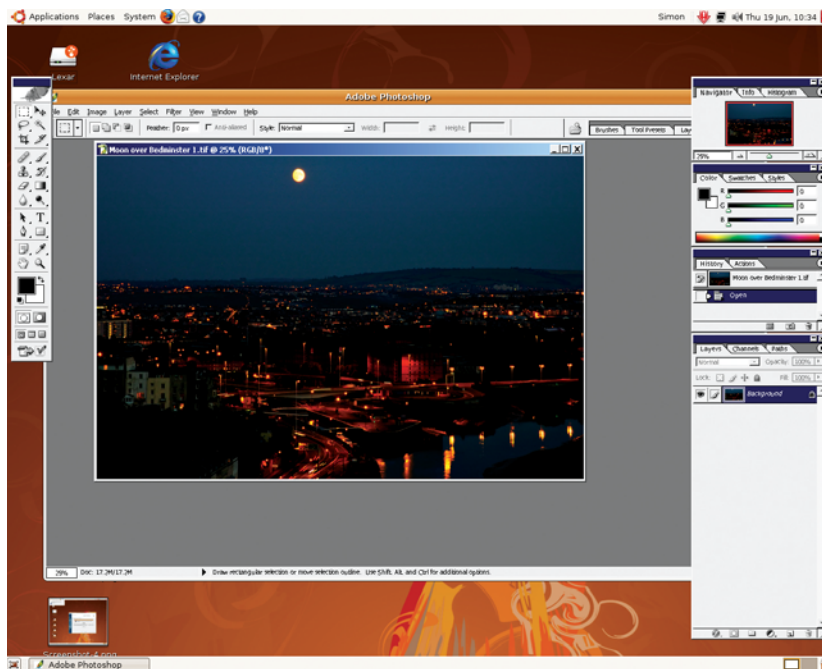 Applications Places System
Simon Thu 19 Jun, 10:34
Lexar
Internet Explorer
Adobe Photoshop
Edit Image Layer Select Filter View Window Help
Feather: 0 px Anti-aliased Style: Normal Width: Height:
Brushes Tool Presets
Moon over Bedminster 1.tif @ 25% (RGB/8*)
Navigator Info Histogram
25%
Color Swatches Styles
R 0
G 0
B 0
History Actions
Moon over Bedminster 1.tif
Open
Layers Channels Paths
Normal Opacity: 100%
Lock: Fill: 100%
Background
25% Doc: 17.2M/17.2M Draw rectangular selection or move selection outline. Use Shift, Alt, and Ctrl for additional options.
Screenshot-4.png
Adobe Photoshop